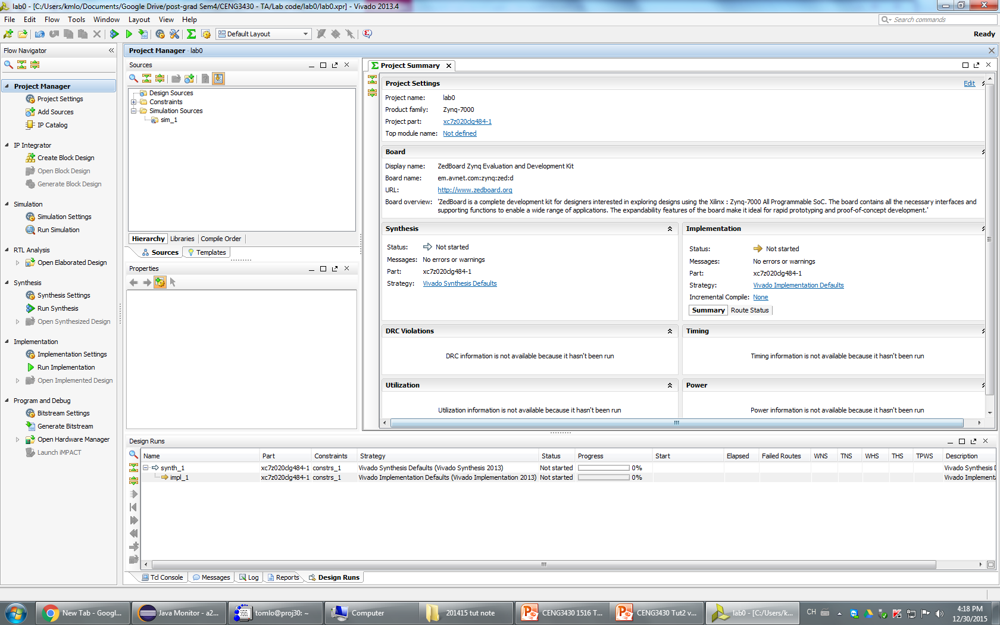 lab0 - [C:/Users/kmlo/Documents/Google Drive/post-grad Sem4/CENG3430 - TA/Lab code/lab0/lab0.xpr] - Vivado 2013.4
File Edit Flow Tools Window Layout View Help
Search commands
Default Layout
Ready
Flow Navigator
Project Manager
Project Settings
Add Sources
IP Catalog
IP Integrator
Create Block Design
Open Block Design
Generate Block Design
Simulation
Simulation Settings
Run Simulation
RTL Analysis
Open Elaborated Design
Synthesis
Synthesis Settings
Run Synthesis
Open Synthesized Design
Implementation
Implementation Settings
Run Implementation
Open Implemented Design
Program and Debug
Bitstream Settings
Generate Bitstream
Open Hardware Manager
Launch iMPACT
Project Manager - lab0
Sources
Design Sources
Constraints
Simulation Sources
sim_1
Hierarchy Libraries Compile Order
Sources Templates
Properties
Project Summary
Project Settings Edit
Project name: lab0
Product family: Zynq-7000
Project part: xc7z020clg484-1
Top module name: Not defined
Board
Display name: ZedBoard Zynq Evaluation and Development Kit
Board name: em.avnet.com:zynq:zed:d
URL: http://www.zedboard.org
Board overview: 'ZedBoard is a complete development kit for designers interested in exploring designs using the Xilinx : Zynq-7000 All Programmable SoC. The board contains all the necessary interfaces and
supporting functions to enable a wide range of applications. The expandability features of the board make it ideal for rapid prototyping and proof-of-concept development.'
Synthesis
Status: Not started
Messages: No errors or warnings
Part: xc7z020clg484-1
Strategy: Vivado Synthesis Defaults
Implementation
Status: Not started
Messages: No errors or warnings
Part: xc7z020clg484-1
Strategy: Vivado Implementation Defaults
Incremental Compile: None
Summary Route Status
DRC Violations
DRC information is not available because it hasn't been run
Timing
Timing information is not available because it hasn't been run
Utilization
Utilization information is not available because it hasn't been run
Power
Power information is not available because it hasn't been run
Design Runs
Name Part Constraints Strategy Status Progress Start Elapsed Failed Routes WNS TNS WHS THS TPWS Description
synth_1 xc7z020clg484-1 constrs_1 Vivado Synthesis Defaults (Vivado Synthesis 2013) Not started 0% Vivado Synthesis D
impl_1 xc7z020clg484-1 constrs_1 Vivado Implementation Defaults (Vivado Implementation 2013) Not started 0% Vivado Implementa
Tcl Console Messages Log Reports Design Runs
New Tab - Googl... Java Monitor - a2... tomlo@proj30: ~ Computer 201415 tut note CENG3430 1516 T... CENG3430 Tut2 v... lab0 - [C:/Users/k... CH 4:18 PM
12/30/2015